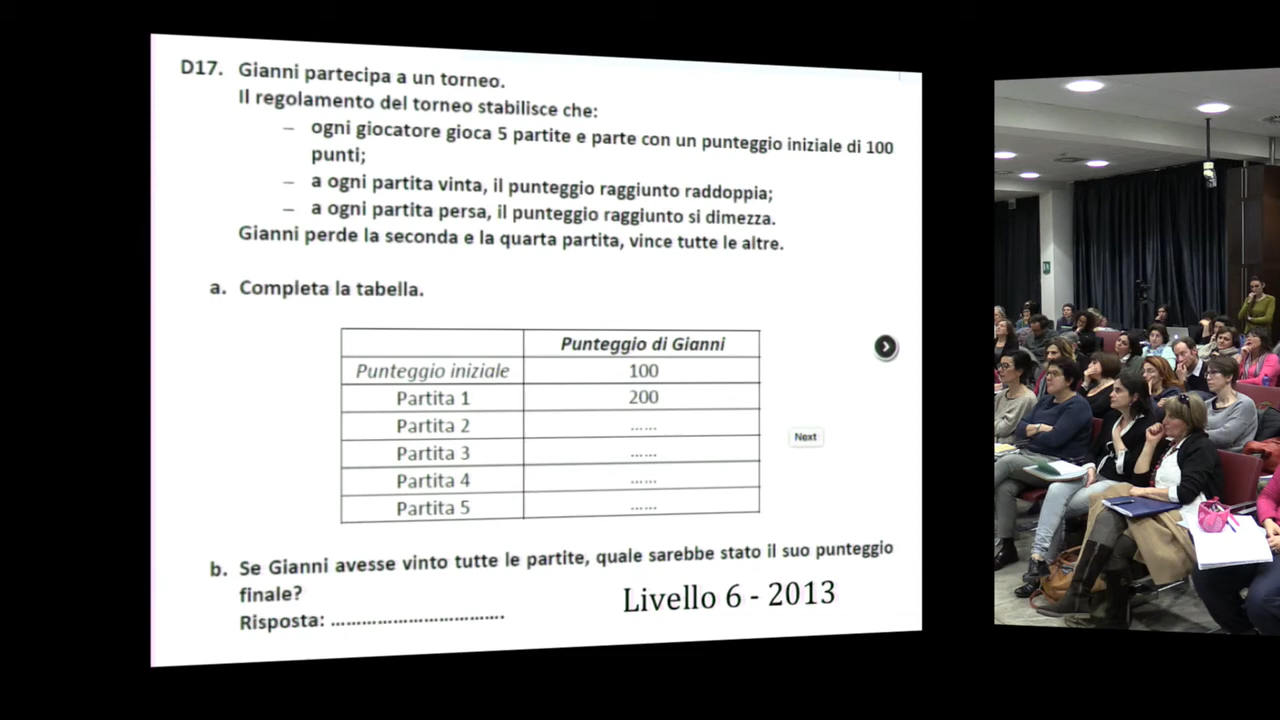 D17. Gianni partecipa a un torneo.
Il regolamento del torneo stabilisce che:
– ogni giocatore gioca 5 partite e parte con un punteggio iniziale di 100
punti;
– a ogni partita vinta, il punteggio raggiunto raddoppia;
– a ogni partita persa, il punteggio raggiunto si dimezza.
Gianni perde la seconda e la quarta partita, vince tutte le altre.
a. Completa la tabella.
Punteggio di Gianni
Punteggio iniziale 100
Partita 1 200
Partita 2 ......
Partita 3 ......
Partita 4 ......
Partita 5 ......
Next
b. Se Gianni avesse vinto tutte le partite, quale sarebbe stato il suo punteggio
finale?
Livello 6 - 2013
Risposta: .................................